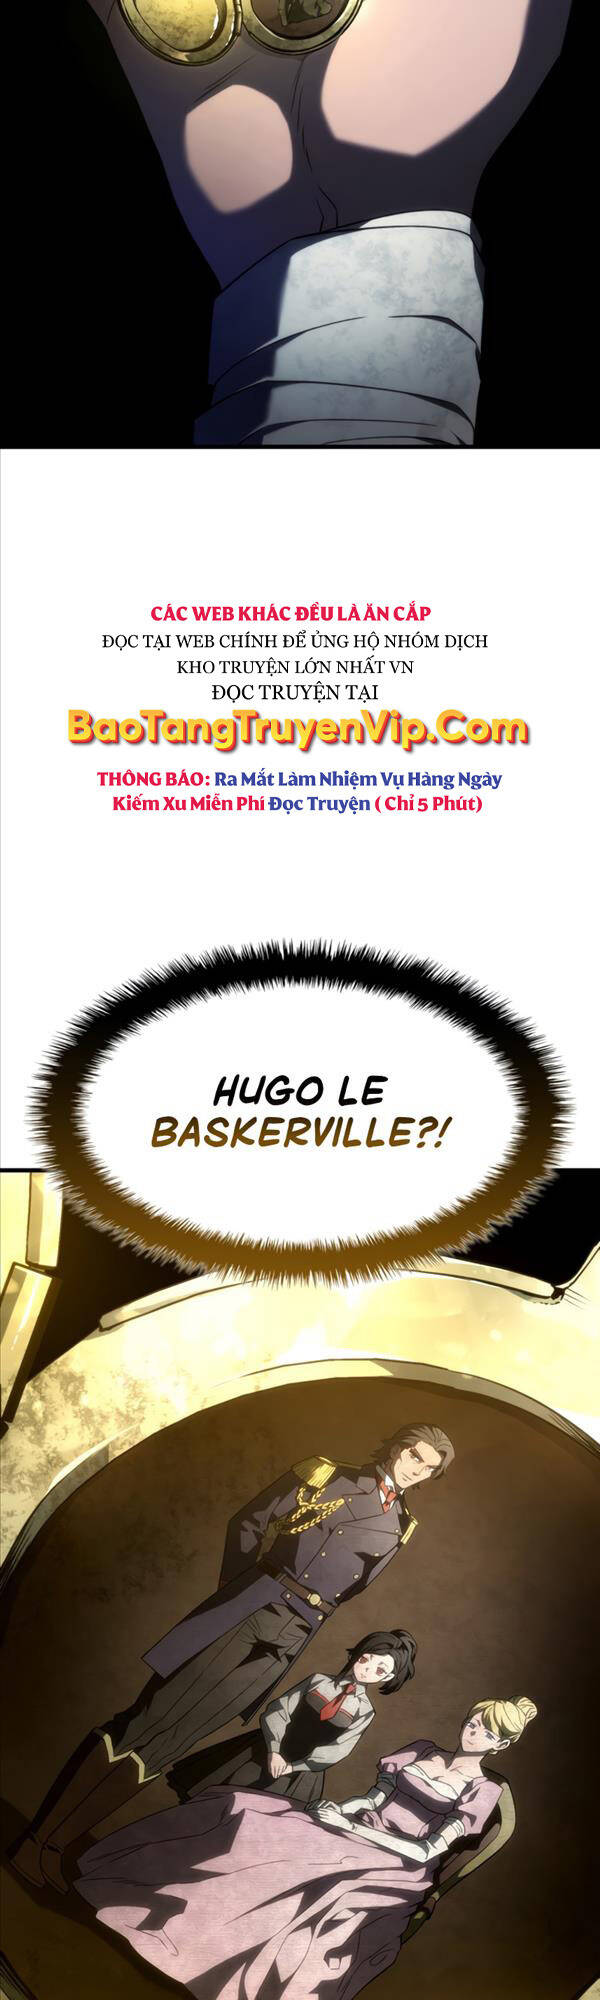 CÁC WEB KHÁC ĐỀU LÀ ĂN CẮP
ĐỌC TẠI WEB CHÍNH ĐỂ ỦNG HỘ NHÓM DỊCH
KHO TRUYỆN LỚN NHẤT VN
ĐỌC TRUYỆN TẠI
BaoTangTruyenVip.Com
THÔNG BÁO: Ra Mắt Làm Nhiệm Vụ Hàng Ngày
Kiếm Xu Miễn Phí Đọc Truyện ( Chỉ 5 Phút)
HUGO LE
BASKERVILLE?!